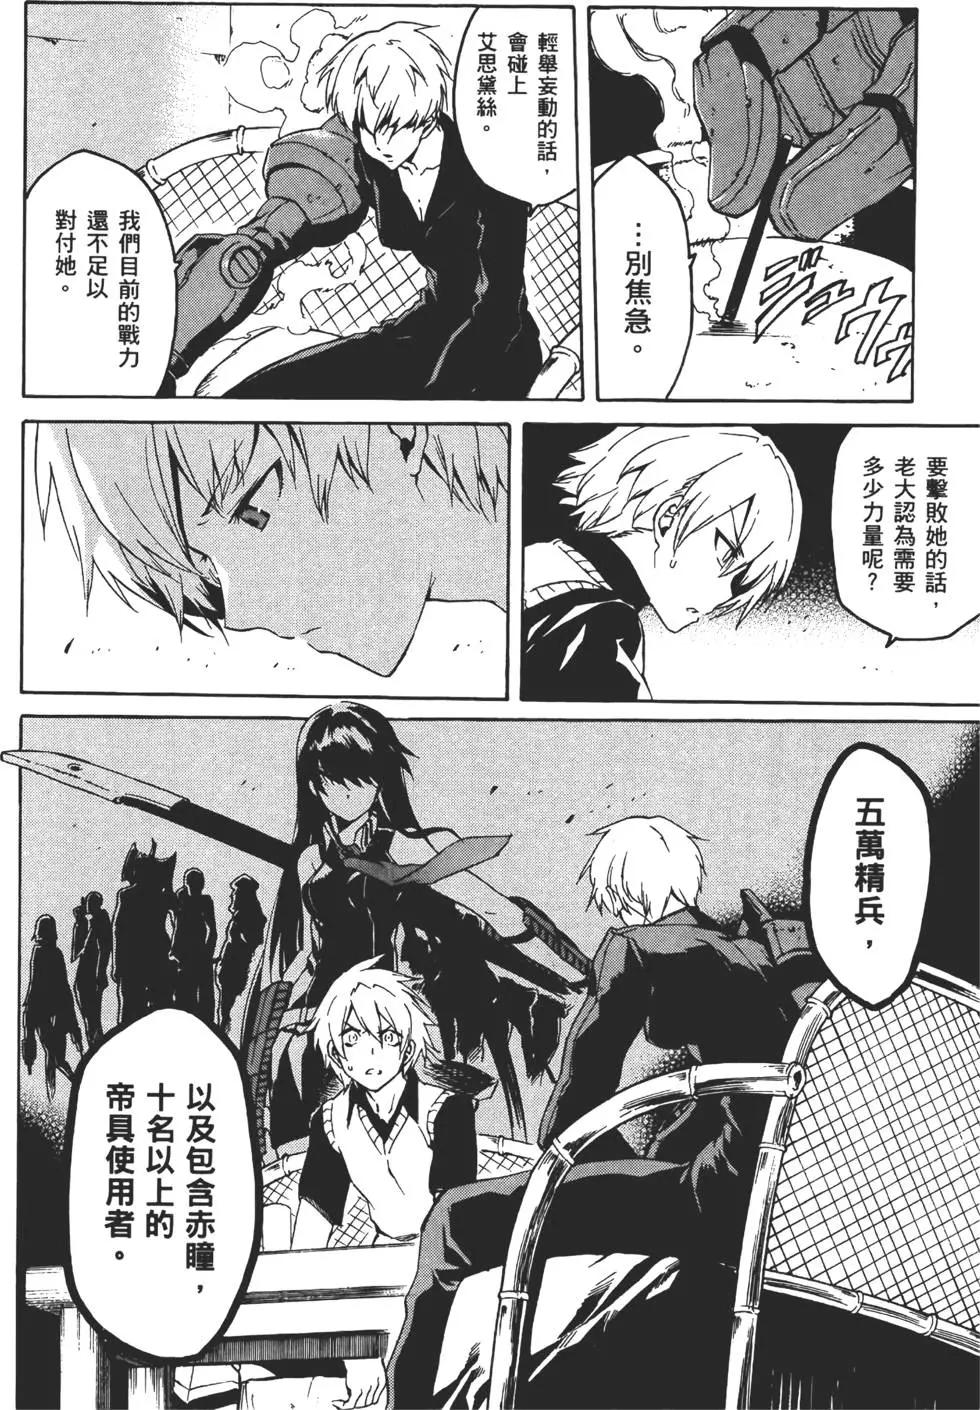 …別焦急。
ジュウウ
輕舉妄動的話，
會碰上
艾思黛絲。
我們目前的戰力
還不足以
對付她。
要擊敗她的話，
老大認為需要
多少力量呢？
五萬精兵，
以及包含赤瞳，
十名以上的
帝具使用者。